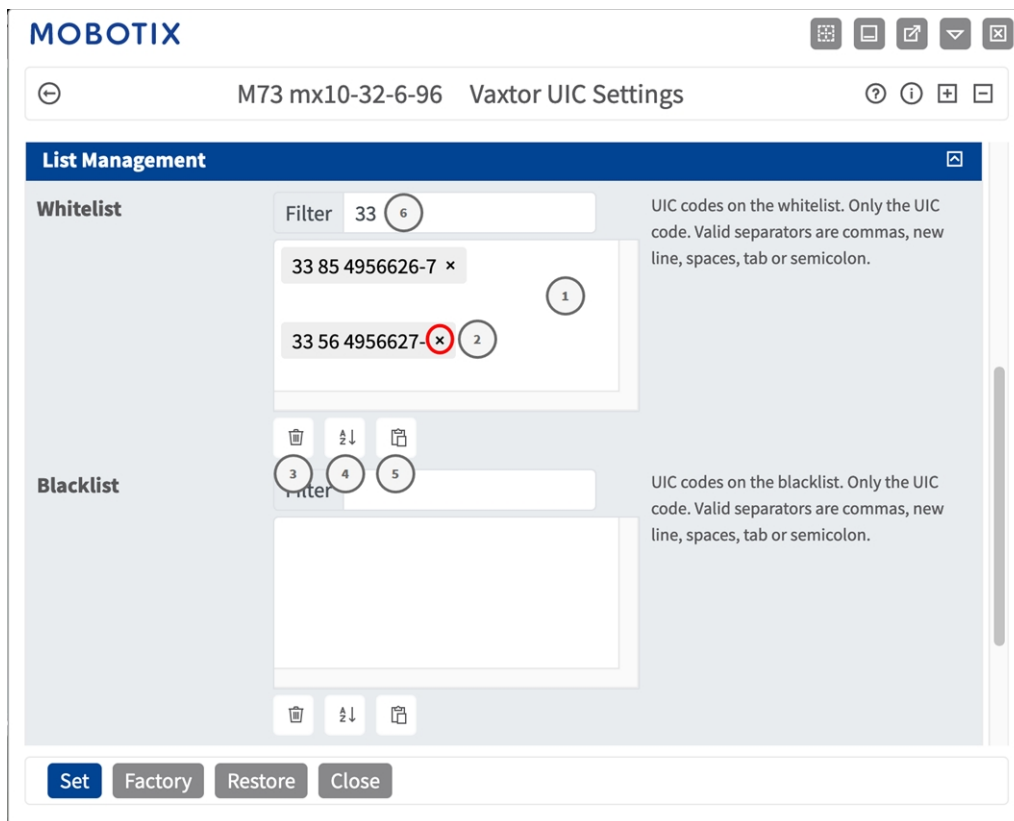 MOBOTIX
M73 mx10-32-6-96 Vaxtor UIC Settings
List Management
Whitelist
Filter 33 6
UIC codes on the whitelist. Only the UIC
code. Valid separators are commas, new
line, spaces, tab or semicolon.
33 85 4956626-7 ×
1
33 56 4956627- × 2
3 4 5
Blacklist
Filter
UIC codes on the blacklist. Only the UIC
code. Valid separators are commas, new
line, spaces, tab or semicolon.
Set Factory Restore Close